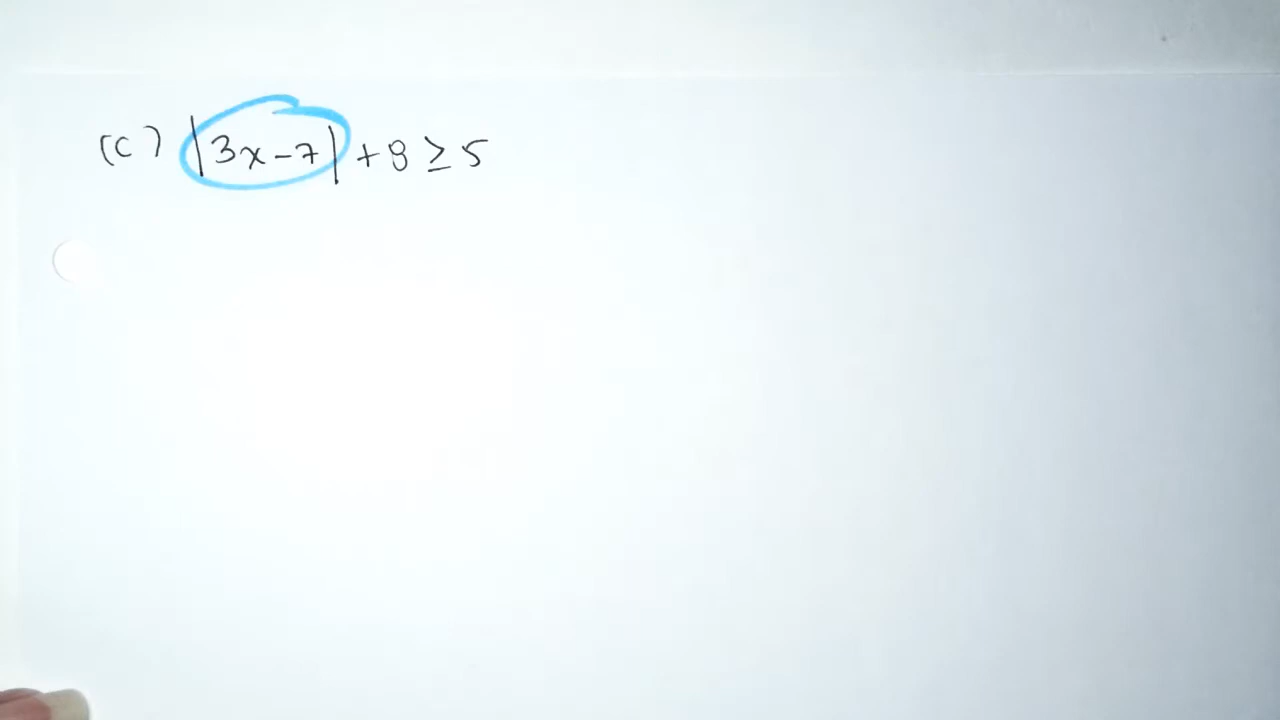 (c) |3x-7| + 8 ≥ 5